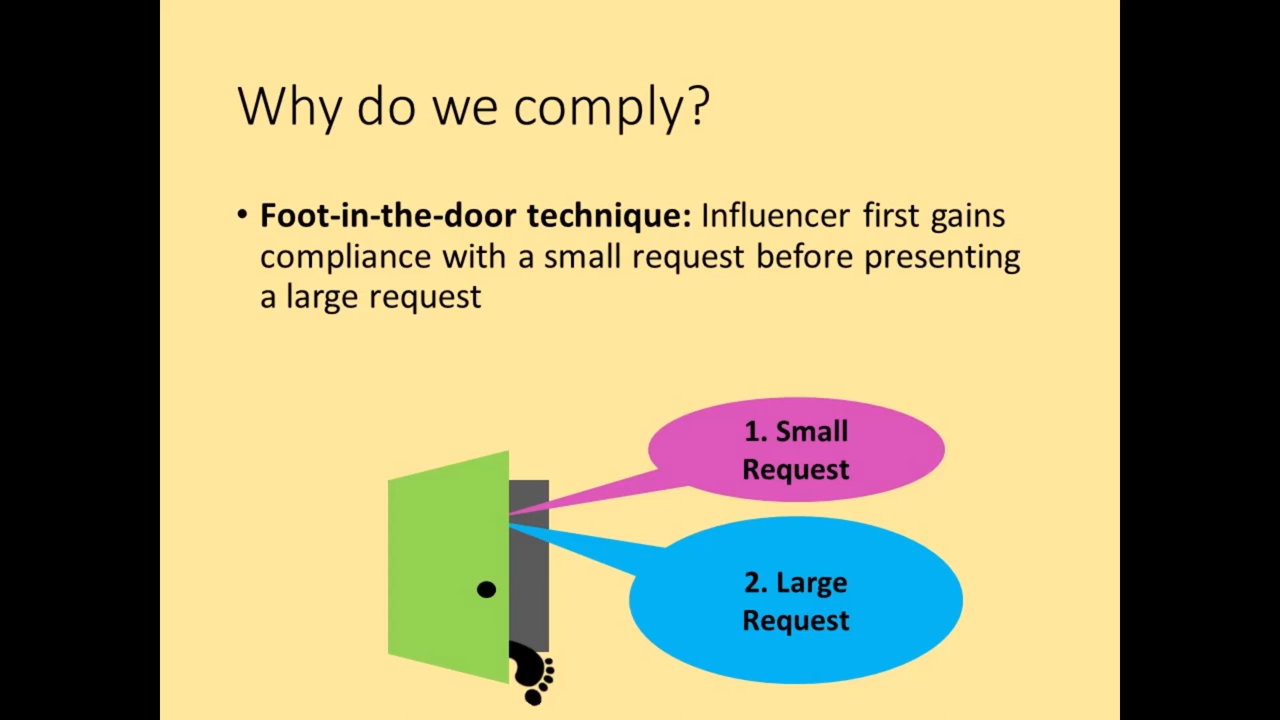 Why do we comply?
• Foot-in-the-door technique: Influencer first gains
compliance with a small request before presenting
a large request
1. Small
Request
2. Large
Request